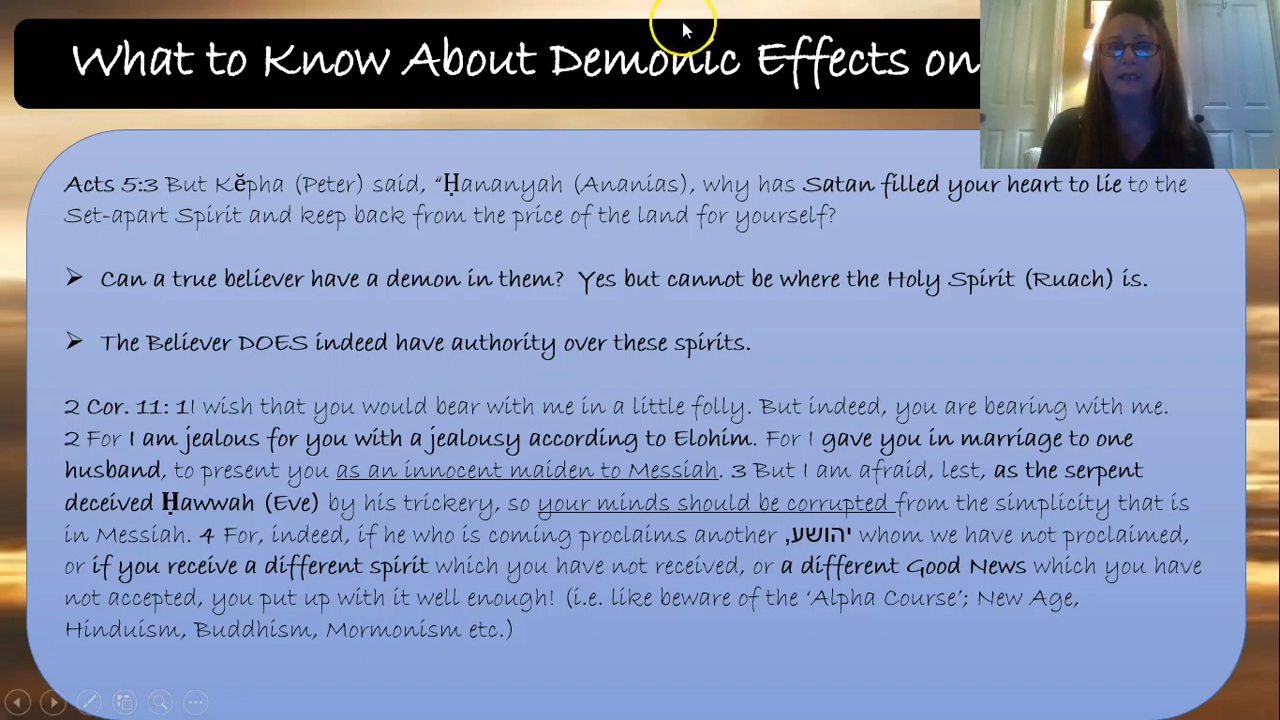 What to Know About Demonic Effects on
Acts 5:3 But Kĕpha (Peter) said, “Ḥananyah (Ananias), why has Satan filled your heart to lie to the
Set-apart Spirit and keep back from the price of the land for yourself?
➢ Can a true believer have a demon in them? Yes but cannot be where the Holy Spirit (Ruach) is.
➢ The Believer DOES indeed have authority over these spirits.
2 Cor. 11: 1I wish that you would bear with me in a little folly. But indeed, you are bearing with me.
2 For I am jealous for you with a jealousy according to Elohim. For I gave you in marriage to one
husband, to present you as an innocent maiden to Messiah. 3 But I am afraid, lest, as the serpent
deceived Ḥawwah (Eve) by his trickery, so your minds should be corrupted from the simplicity that is
in Messiah. 4 For, indeed, if he who is coming proclaims another יהושע, whom we have not proclaimed,
or if you receive a different spirit which you have not received, or a different Good News which you have
not accepted, you put up with it well enough! (i.e. like beware of the ‘Alpha Course’; New Age,
Hinduism, Buddhism, Mormonism etc.)